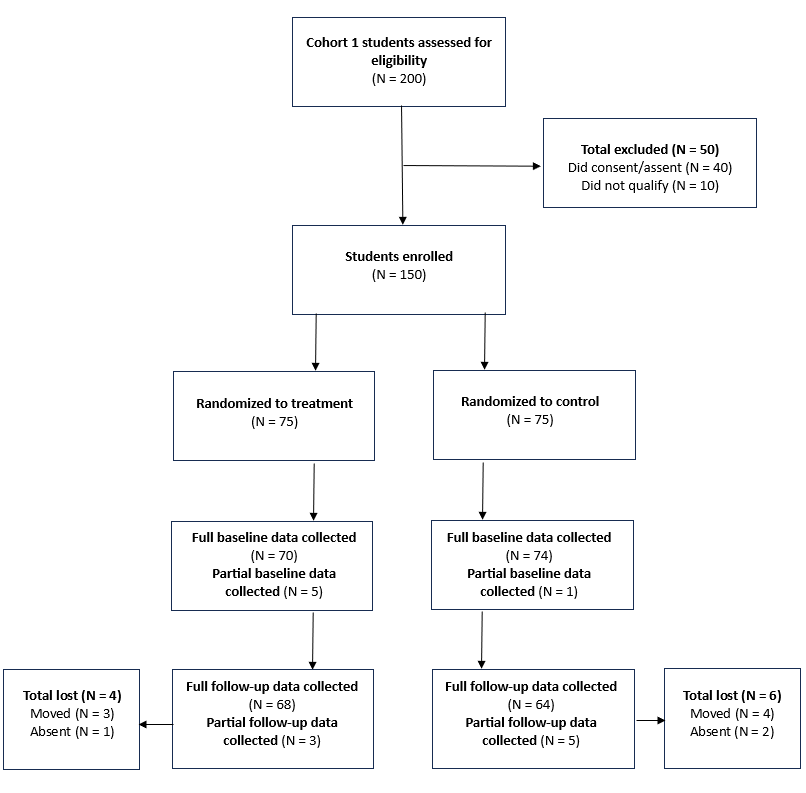 Cohort 1 students assessed for
eligibility
(N = 200)
Total excluded (N = 50)
Did consent/assent (N = 40)
Did not qualify (N = 10)
Students enrolled
(N = 150)
Randomized to treatment
(N = 75)
Randomized to control
(N = 75)
Full baseline data collected
(N = 70)
Partial baseline data
collected (N = 5)
Full baseline data collected
(N = 74)
Partial baseline data
collected (N = 1)
Total lost (N = 4)
Moved (N = 3)
Absent (N = 1)
Full follow-up data collected
(N = 68)
Partial follow-up data
collected (N = 3)
Full follow-up data collected
(N = 64)
Partial follow-up data
collected (N = 5)
Total lost (N = 6)
Moved (N = 4)
Absent (N = 2)